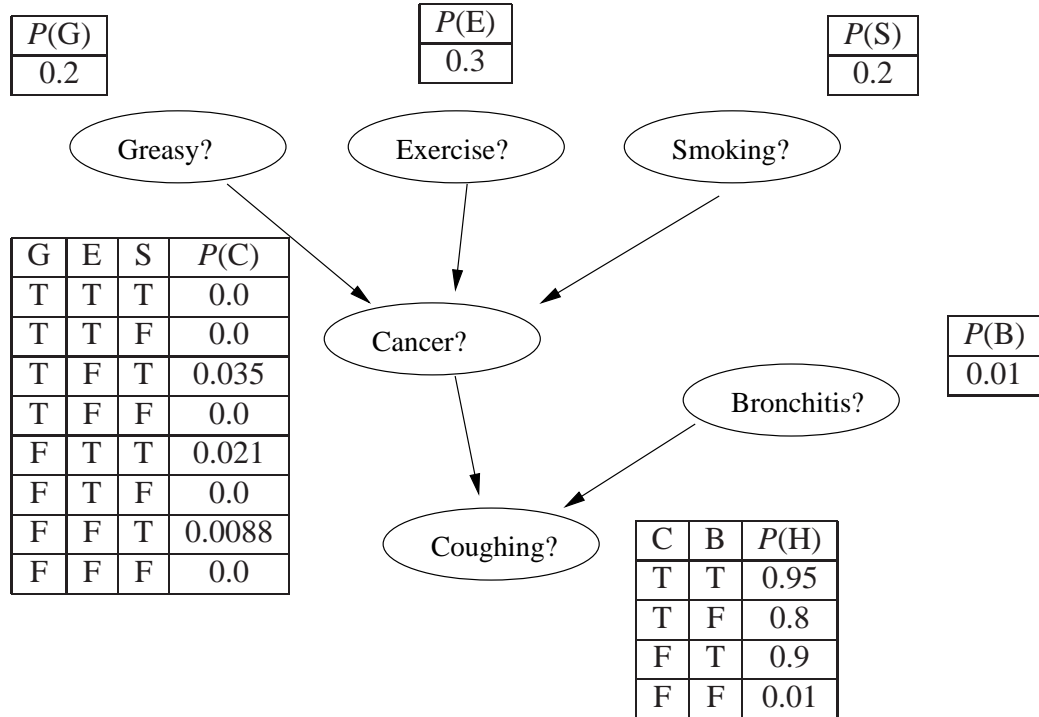 P(G)
0.2
P(E)
0.3
P(S)
0.2
Greasy?
Exercise?
Smoking?
G E S P(C)
T T T 0.0
T T F 0.0
T F T 0.035
T F F 0.0
F T T 0.021
F T F 0.0
F F T 0.0088
F F F 0.0
Cancer?
P(B)
0.01
Bronchitis?
Coughing?
C B P(H)
T T 0.95
T F 0.8
F T 0.9
F F 0.01